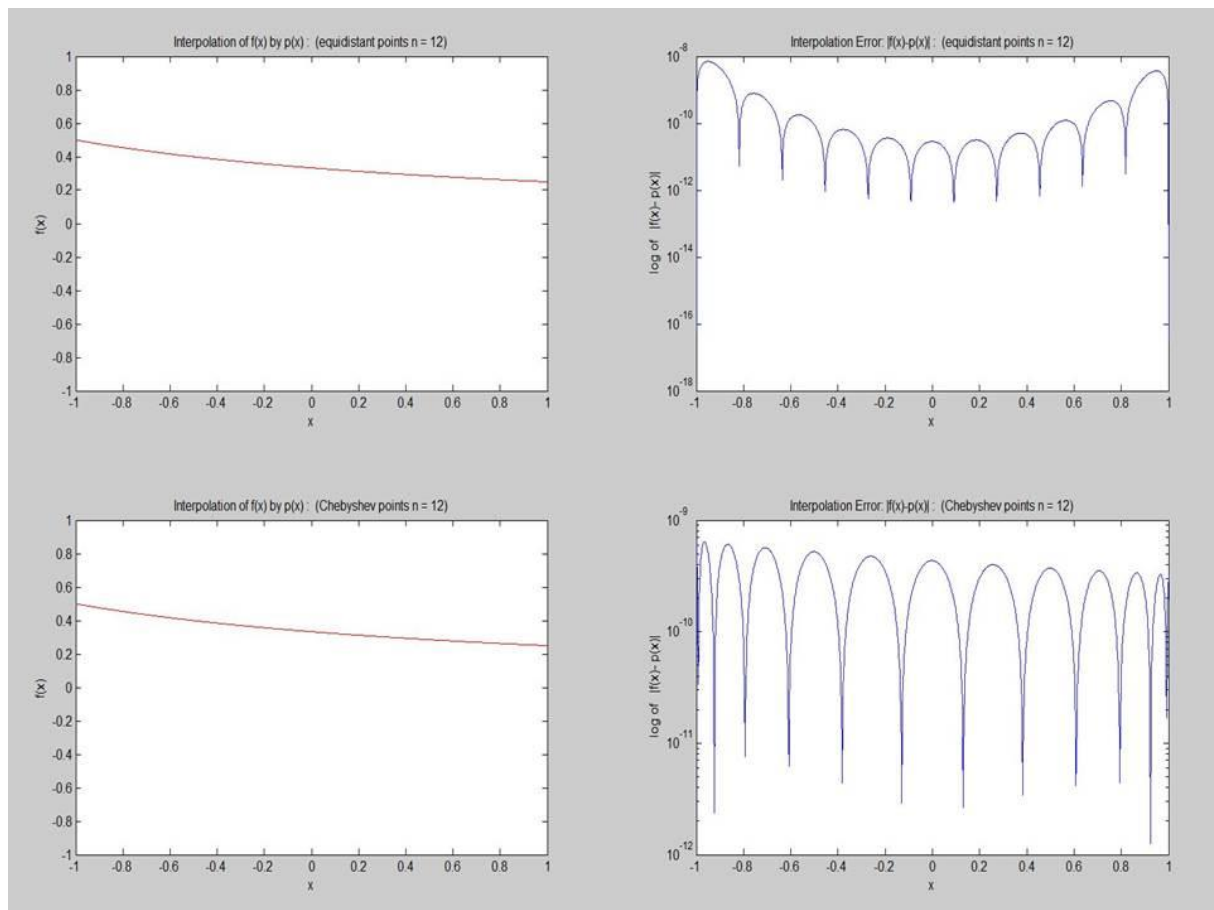 Interpolation of f(x) by p(x) : (equidistant points n = 12)
1
0.8
0.6
0.4
0.2
0
-0.2
-0.4
-0.6
-0.8
-1
f(x)
-1 -0.8 -0.6 -0.4 -0.2 0 0.2 0.4 0.6 0.8 1
x
Interpolation Error: |f(x)-p(x)| : (equidistant points n = 12)
10^-8
10^-10
10^-12
10^-14
10^-16
10^-18
log of |f(x)- p(x)|
-1 -0.8 -0.6 -0.4 -0.2 0 0.2 0.4 0.6 0.8 1
x
Interpolation of f(x) by p(x) : (Chebyshev points n = 12)
1
0.8
0.6
0.4
0.2
0
-0.2
-0.4
-0.6
-0.8
-1
f(x)
-1 -0.8 -0.6 -0.4 -0.2 0 0.2 0.4 0.6 0.8 1
x
Interpolation Error: |f(x)-p(x)| : (Chebyshev points n = 12)
10^-9
10^-10
10^-11
10^-12
log of |f(x)- p(x)|
-1 -0.8 -0.6 -0.4 -0.2 0 0.2 0.4 0.6 0.8 1
x